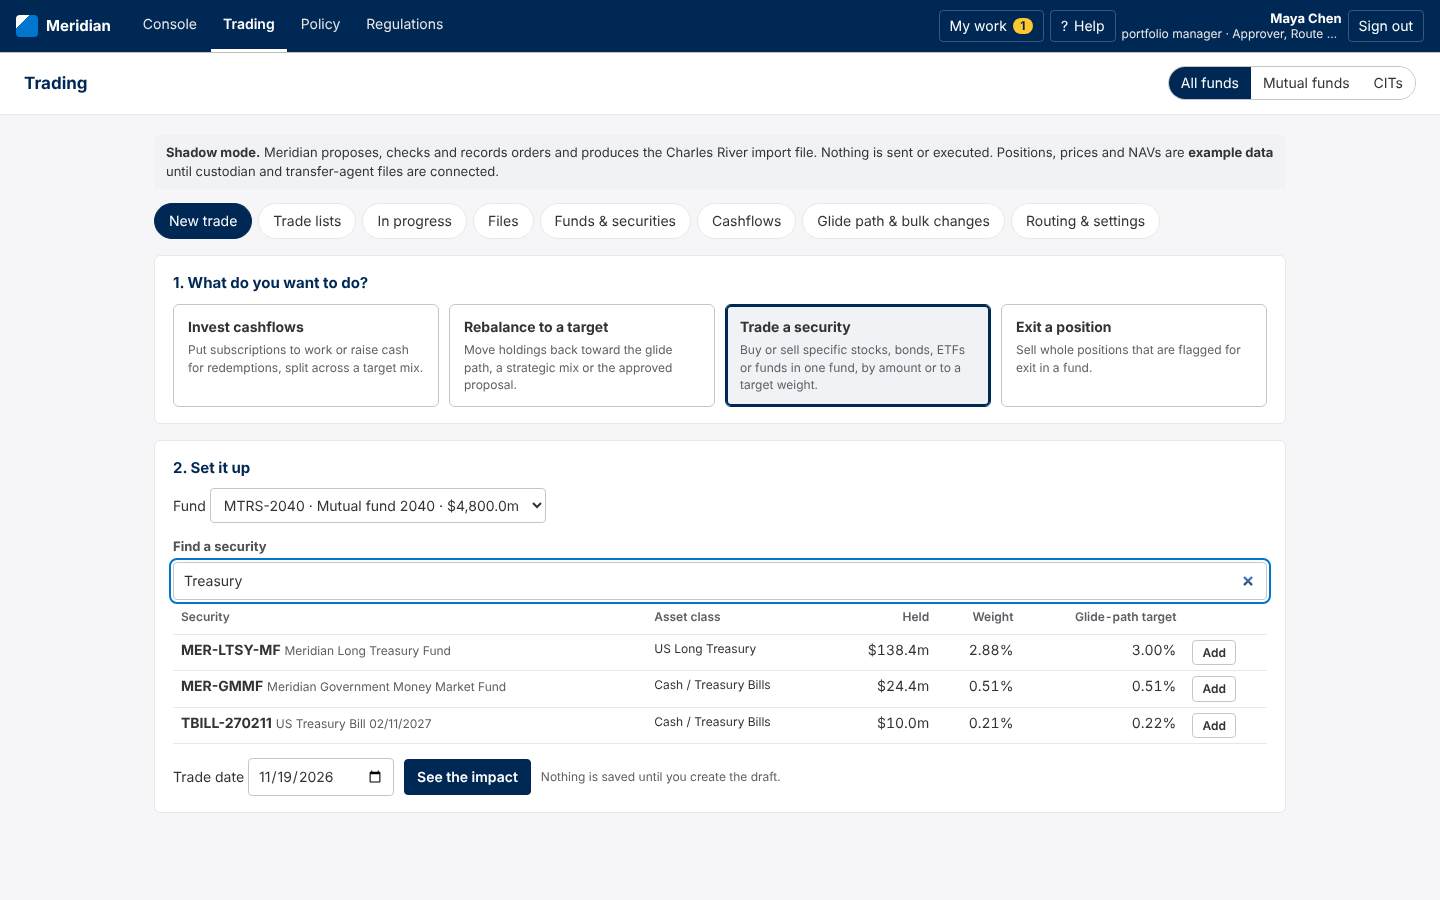 Meridian
Console
Trading
Policy
Regulations
My work 1
? Help
Maya Chen
portfolio manager · Approver, Route ...
Sign out
Trading
All funds
Mutual funds
CITs
Shadow mode. Meridian proposes, checks and records orders and produces the Charles River import file. Nothing is sent or executed. Positions, prices and NAVs are example data
until custodian and transfer-agent files are connected.
New trade
Trade lists
In progress
Files
Funds & securities
Cashflows
Glide path & bulk changes
Routing & settings
1. What do you want to do?
Invest cashflows
Put subscriptions to work or raise cash
for redemptions, split across a target mix.
Rebalance to a target
Move holdings back toward the glide
path, a strategic mix or the approved
proposal.
Trade a security
Buy or sell specific stocks, bonds, ETFs
or funds in one fund, by amount or to a
target weight.
Exit a position
Sell whole positions that are flagged for
exit in a fund.
2. Set it up
Fund MTRS-2040 · Mutual fund 2040 · $4,800.0m
Find a security
Treasury
Security Asset class Held Weight Glide-path target
MER-LTSY-MF Meridian Long Treasury Fund US Long Treasury $138.4m 2.88% 3.00% Add
MER-GMMF Meridian Government Money Market Fund Cash / Treasury Bills $24.4m 0.51% 0.51% Add
TBILL-270211 US Treasury Bill 02/11/2027 Cash / Treasury Bills $10.0m 0.21% 0.22% Add
Trade date 11/19/2026 See the impact Nothing is saved until you create the draft.